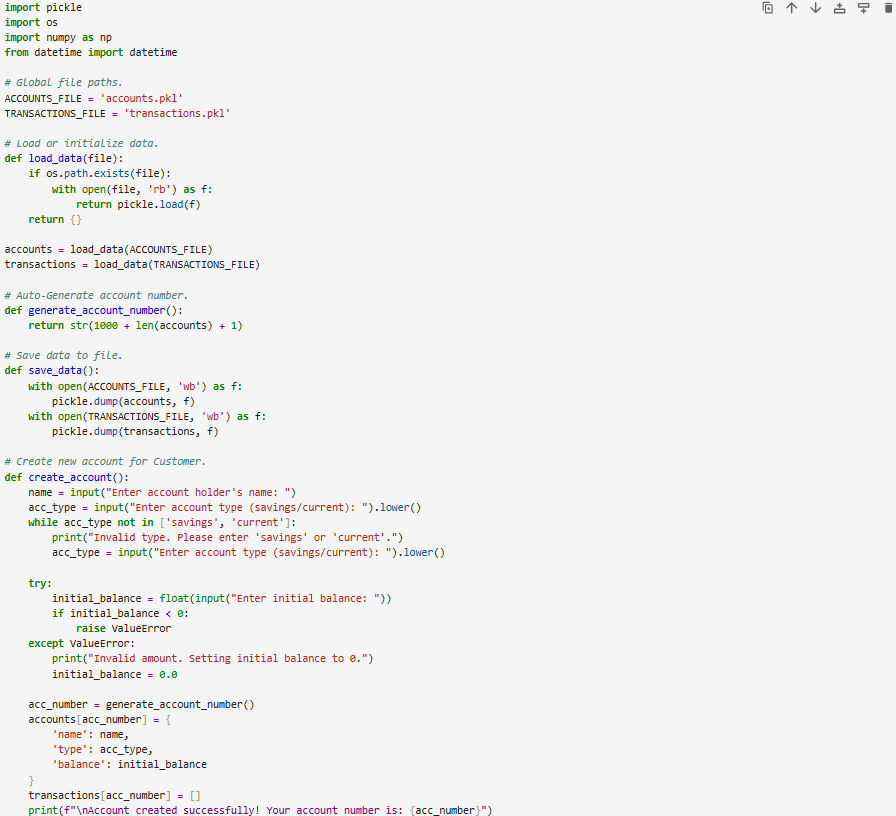 import pickle
import os
import numpy as np
from datetime import datetime

# Global file paths.
ACCOUNTS_FILE = 'accounts.pkl'
TRANSACTIONS_FILE = 'transactions.pkl'

# Load or initialize data.
def load_data(file):
    if os.path.exists(file):
        with open(file, 'rb') as f:
            return pickle.load(f)
    return {}

accounts = load_data(ACCOUNTS_FILE)
transactions = load_data(TRANSACTIONS_FILE)

# Auto-Generate account number.
def generate_account_number():
    return str(1000 + len(accounts) + 1)

# Save data to file.
def save_data():
    with open(ACCOUNTS_FILE, 'wb') as f:
        pickle.dump(accounts, f)
    with open(TRANSACTIONS_FILE, 'wb') as f:
        pickle.dump(transactions, f)

# Create new account for Customer.
def create_account():
    name = input("Enter account holder's name: ")
    acc_type = input("Enter account type (savings/current): ").lower()
    while acc_type not in ['savings', 'current']:
        print("Invalid type. Please enter 'savings' or 'current'.")
        acc_type = input("Enter account type (savings/current): ").lower()

    try:
        initial_balance = float(input("Enter initial balance: "))
        if initial_balance < 0:
            raise ValueError
    except ValueError:
        print("Invalid amount. Setting initial balance to 0.")
        initial_balance = 0.0

    acc_number = generate_account_number()
    accounts[acc_number] = {
        'name': name,
        'type': acc_type,
        'balance': initial_balance
    }
    transactions[acc_number] = []
    print(f"\nAccount created successfully! Your account number is: {acc_number}")